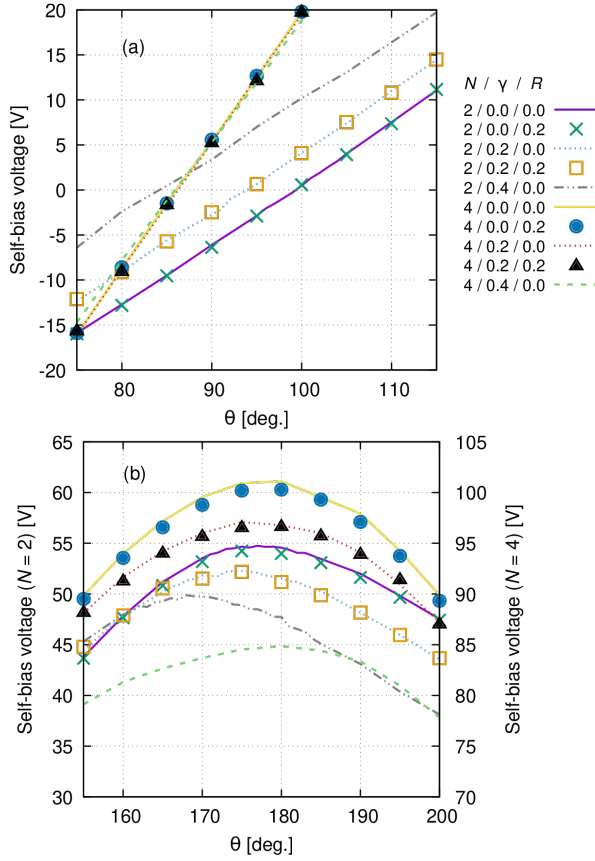 (a)
Self-bias voltage [V]
20
15
10
5
0
-5
-10
-15
-20
80 90 100 110
θ [deg.]
N / γ / R
2 / 0.0 / 0.0
2 / 0.0 / 0.2
2 / 0.2 / 0.0
2 / 0.2 / 0.2
2 / 0.4 / 0.0
4 / 0.0 / 0.0
4 / 0.0 / 0.2
4 / 0.2 / 0.0
4 / 0.2 / 0.2
4 / 0.4 / 0.0
(b)
Self-bias voltage (N = 2) [V]
65
60
55
50
45
40
35
30
160 170 180 190 200
θ [deg.]
105
100
95
90
85
80
75
70
Self-bias voltage (N = 4) [V]